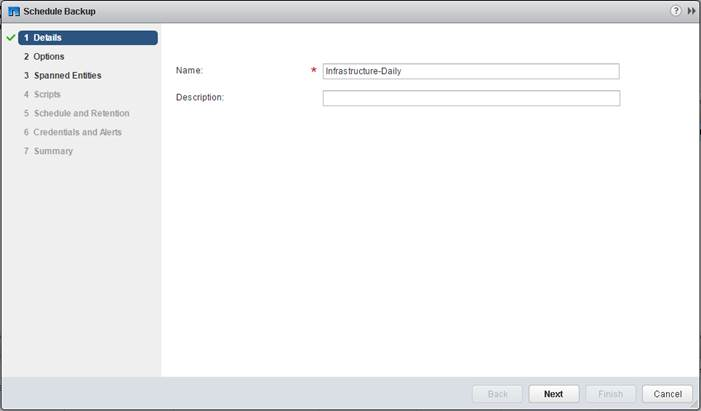 Schedule Backup
?
1 Details
2 Options
3 Spanned Entities
4 Scripts
5 Schedule and Retention
6 Credentials and Alerts
7 Summary
Name: * Infrastructure-Daily
Description:
Back Next Finish Cancel